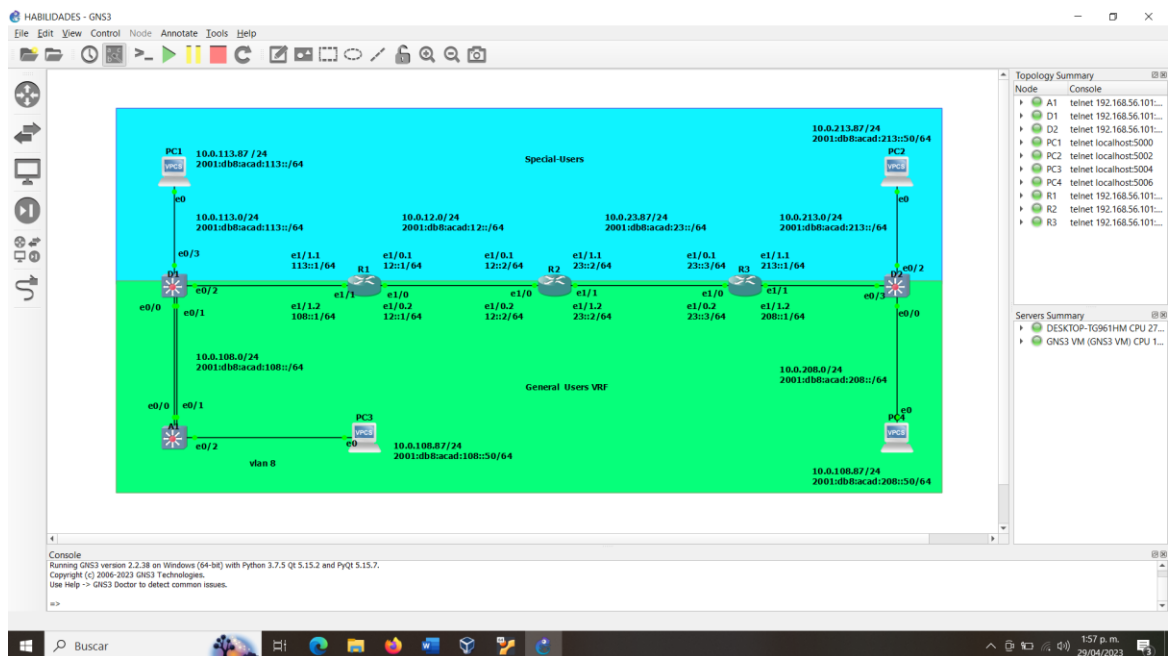 HABILIDADES - GNS3
File Edit View Control Node Annotate Tools Help
Topology Summary
Node Console
A1 telnet 192.168.56.101:...
D1 telnet 192.168.56.101:...
D2 telnet 192.168.56.101:...
PC1 telnet localhost:5000
PC2 telnet localhost:5002
PC3 telnet localhost:5004
PC4 telnet localhost:5006
R1 telnet 192.168.56.101:...
R2 telnet 192.168.56.101:...
R3 telnet 192.168.56.101:...
Servers Summary
DESKTOP-TG961HM CPU 27...
GNS3 VM (GNS3 VM) CPU 1...
10.0.213.87/24
2001:db8:acad:213::50/64
PC1
VPCS
10.0.113.87 /24
2001:db8:acad:113::/64
Special-Users
PC2
VPCS
e0
e0
10.0.113.0/24
2001:db8:acad:113::/64
10.0.12.0/24
2001:db8:acad:12::/64
10.0.23.87/24
2001:db8:acad:23::/64
10.0.213.0/24
2001:db8:acad:213::/64
e0/3
e1/1.1
113::1/64
e1/0.1
12::1/64
e1/0.1
12::2/64
e1/1.1
23::2/64
e1/0.1
23::3/64
e1/1.1
213::1/64
e0/2
D1
R1
R2
R3
D2
e0/2
e1/1
e1/0
e1/0
e1/1
e1/0
e1/1
e0/3
e0/0
e0/1
e1/1.2
108::1/64
e1/0.2
12::1/64
e1/0.2
12::2/64
e1/1.2
23::2/64
e1/0.2
23::3/64
e1/1.2
208::1/64
e0/0
10.0.108.0/24
2001:db8:acad:108::/64
General Users VRF
10.0.208.0/24
2001:db8:acad:208::/64
e0/0
e0/1
A1
e0/2
PC3
VPCS
e0
10.0.108.87/24
2001:db8:acad:108::50/64
vlan 8
e0
PC4
VPCS
10.0.108.87/24
2001:db8:acad:208::50/64
Console
Running GNS3 version 2.2.38 on Windows (64-bit) with Python 3.7.5 Qt 5.15.2 and PyQt 5.15.7.
Copyright (c) 2006-2023 GNS3 Technologies.
Use Help -> GNS3 Doctor to detect common issues.
=>
Buscar
1:57 p. m.
29/04/2023
3